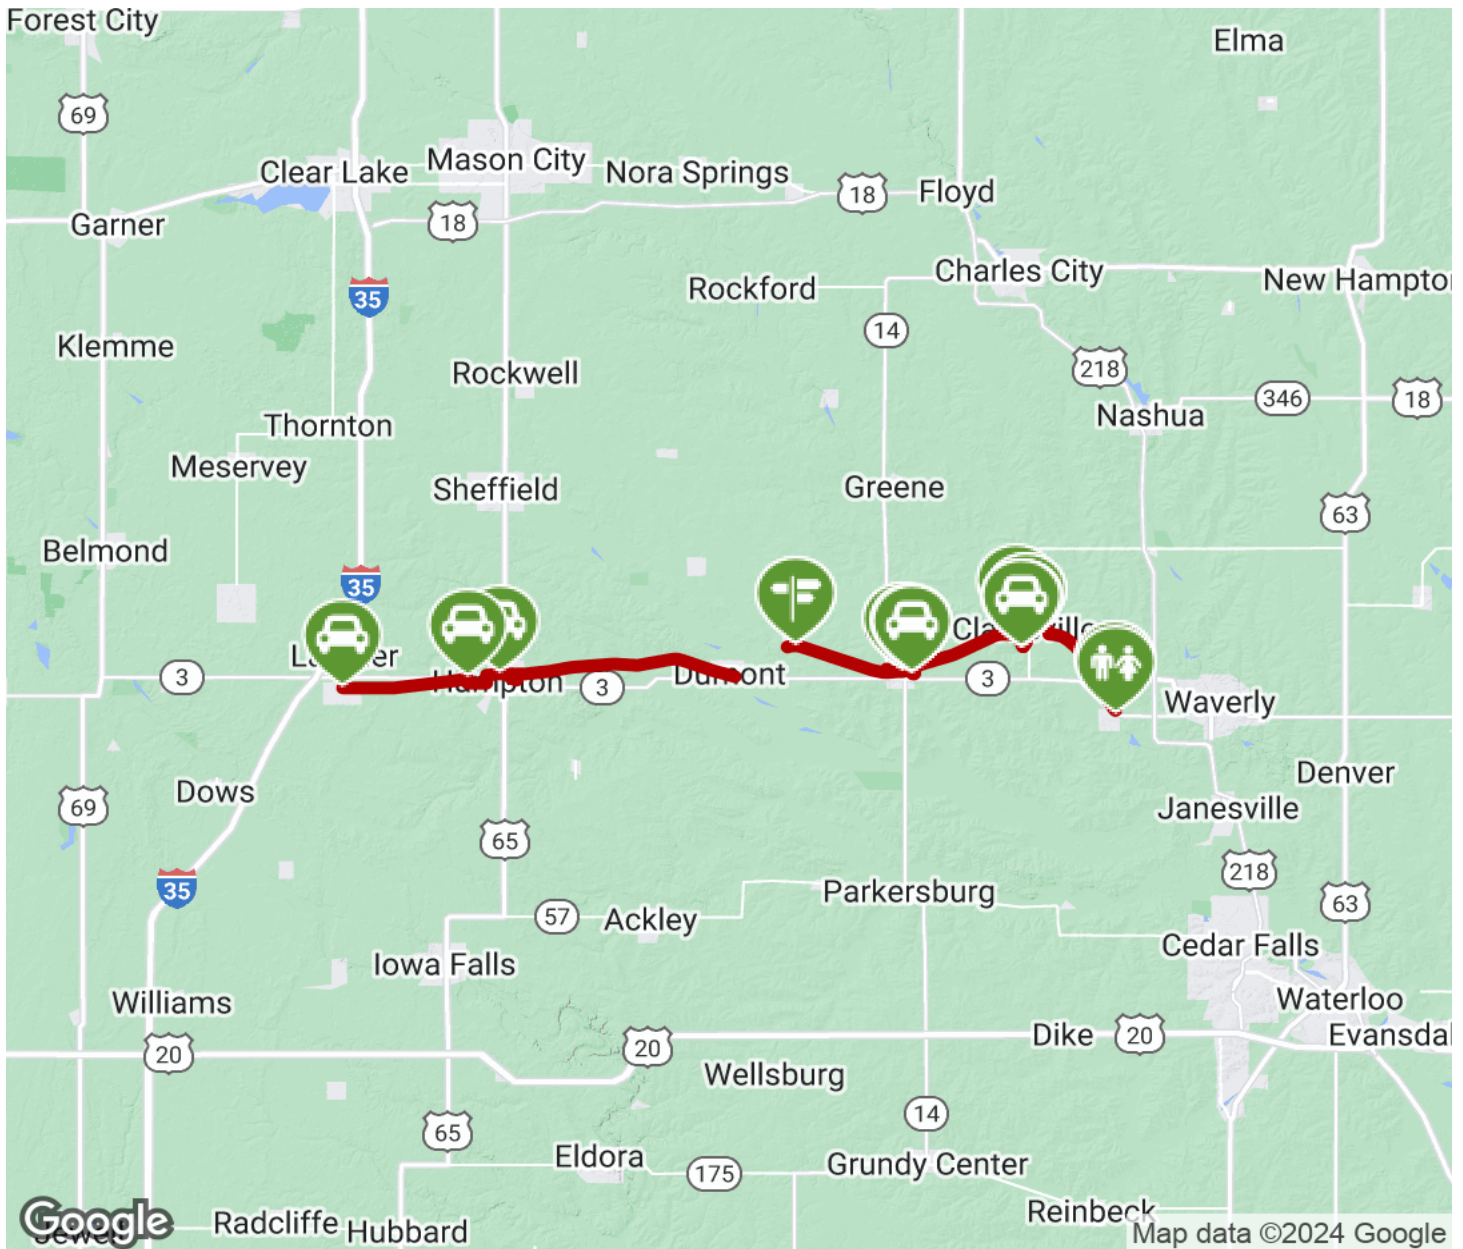 Forest City
Elma
69
Clear Lake
Mason City
Nora Springs
18
Floyd
Garner
18
35
Rockford
Charles City
New Hampto
14
Klemme
Rockwell
218
346
18
Nashua
Thornton
Meservey
Sheffield
Greene
63
Belmond
35
3
Hampton
3
Dumont
3
Waverly
Dows
69
Denver
Janesville
65
218
35
Parkersburg
63
57
Ackley
Cedar Falls
Iowa Falls
Williams
Waterloo
20
20
Dike
20
Evansdal
Wellsburg
14
65
Eldora
175
Grundy Center
Reinbeck
Google
Radcliffe
Hubbard
Map data ©2024 Google